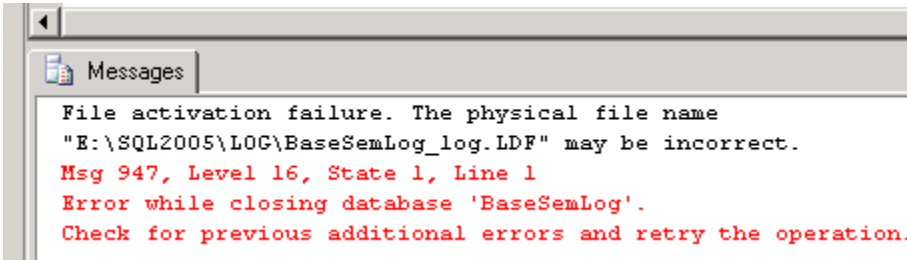 Messages
File activation failure. The physical file name
"E:\SQL2005\LOG\BaseSemLog_log.LDF" may be incorrect.
Msg 947, Level 16, State 1, Line 1
Error while closing database 'BaseSemLog'.
Check for previous additional errors and retry the operation.